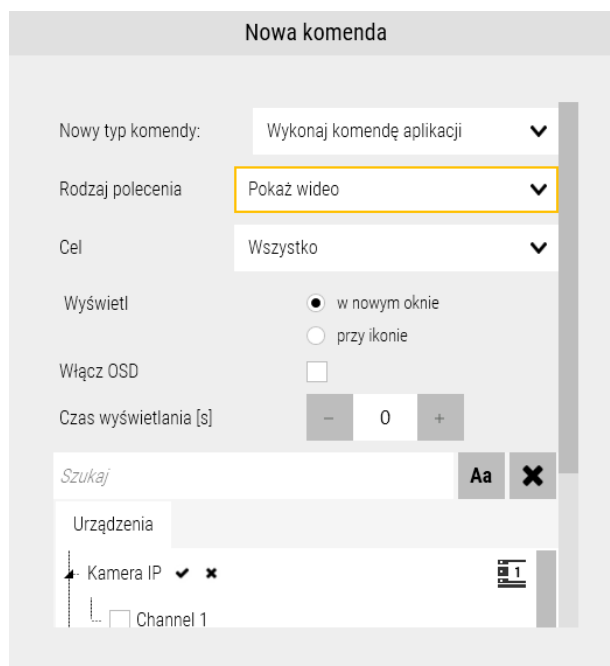 Nowa komenda
Nowy typ komendy: Wykonaj komendę aplikacji
Rodzaj polecenia Pokaż wideo
Cel Wszystko
Wyświetl w nowym oknie
przy ikonie
Włącz OSD
Czas wyświetlania [s] - 0 +
Szukaj Aa
Urządzenia
Kamera IP 1
Channel 1